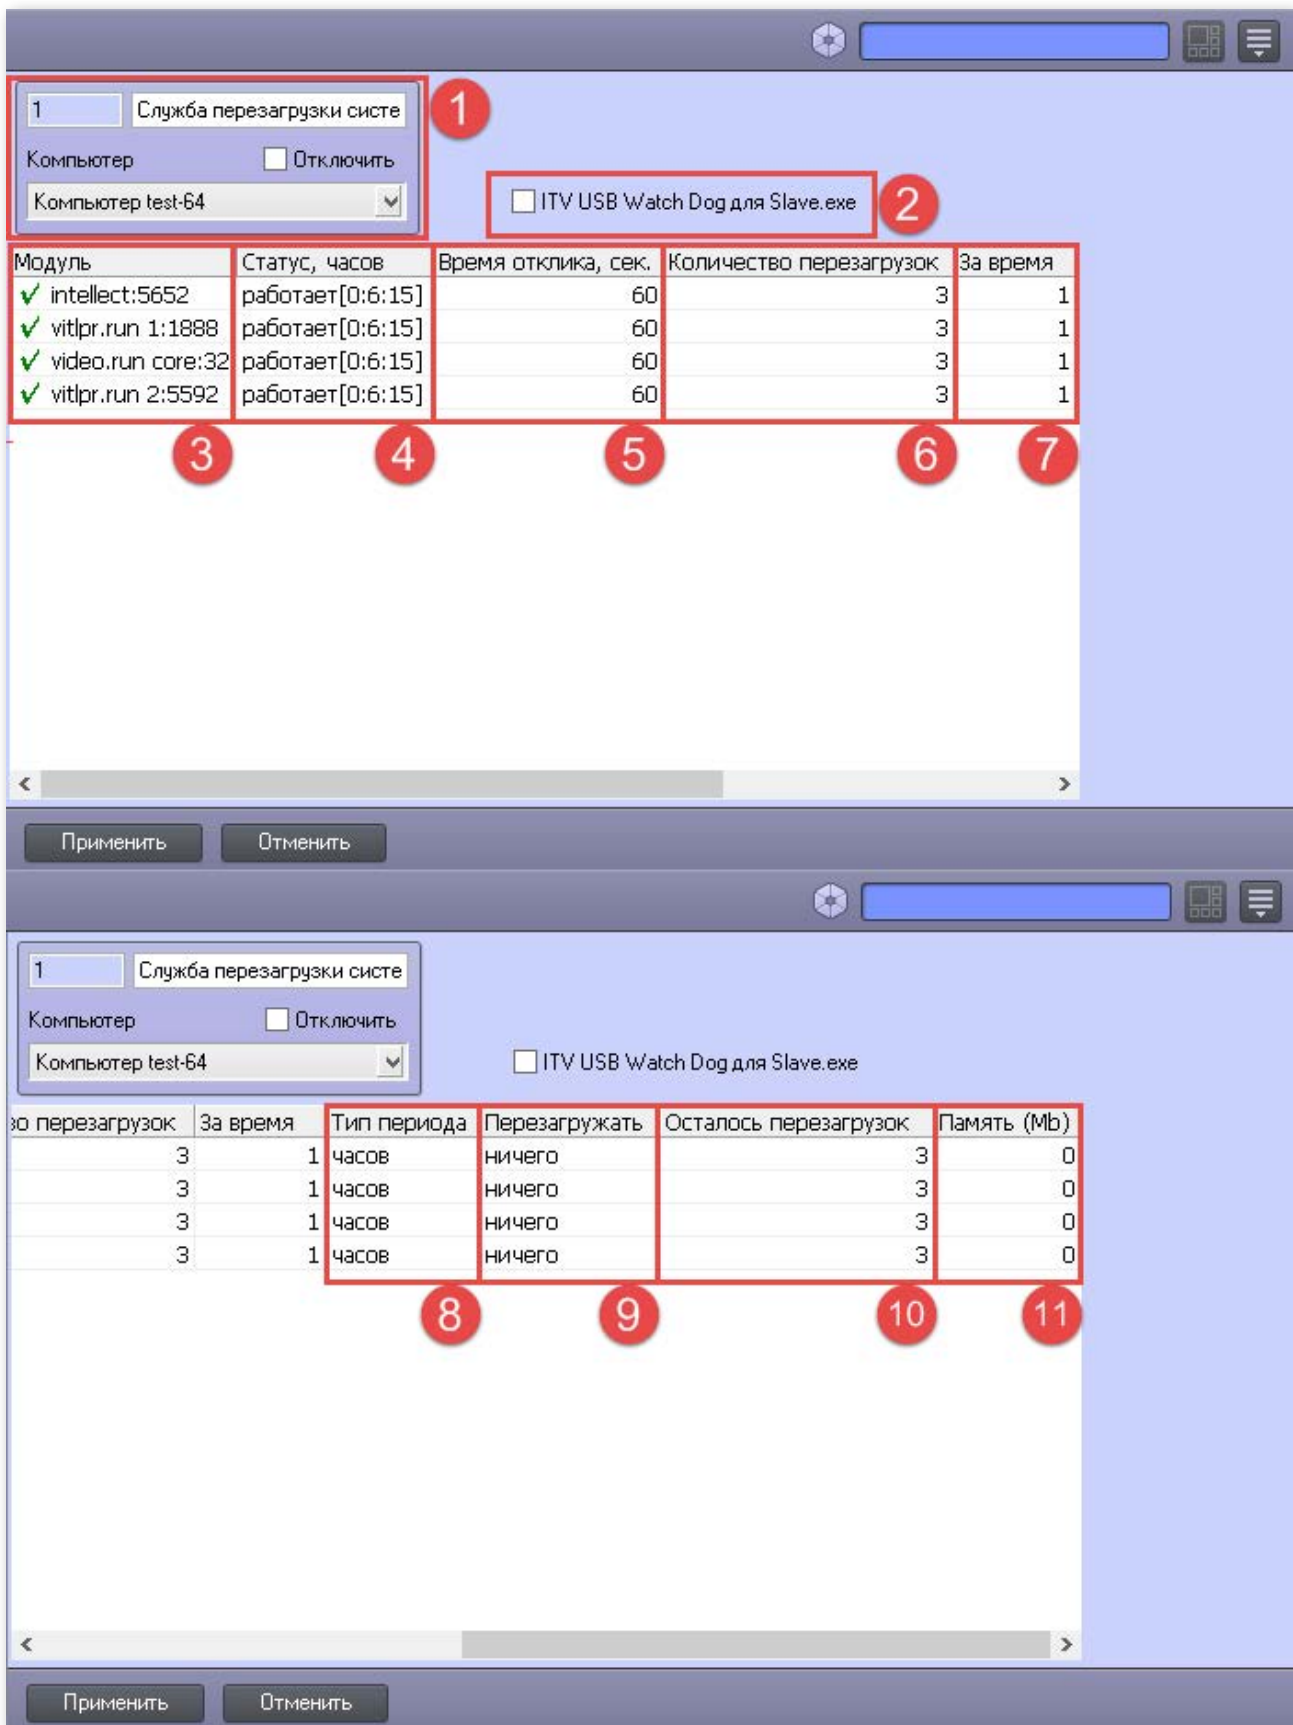 1 Служба перезагрузки систе 1
Компьютер Отключить
Компьютер test-64 ITV USB Watch Dog для Slave.exe 2
Модуль Статус, часов Время отклика, сек. Количество перезагрузок За время
intellect:5652 работает[0:6:15] 60 3 1
vitlpr.run 1:1888 работает[0:6:15] 60 3 1
video.run core:32 работает[0:6:15] 60 3 1
vitlpr.run 2:5592 работает[0:6:15] 60 3 1
3 4 5 6 7
Применить Отменить
1 Служба перезагрузки систе
Компьютер Отключить
Компьютер test-64 ITV USB Watch Dog для Slave.exe
во перезагрузок За время Тип периода Перезагружать Осталось перезагрузок Память (Mb)
3 1 часов ничего 3 0
3 1 часов ничего 3 0
3 1 часов ничего 3 0
3 1 часов ничего 3 0
8 9 10 11
Применить Отменить